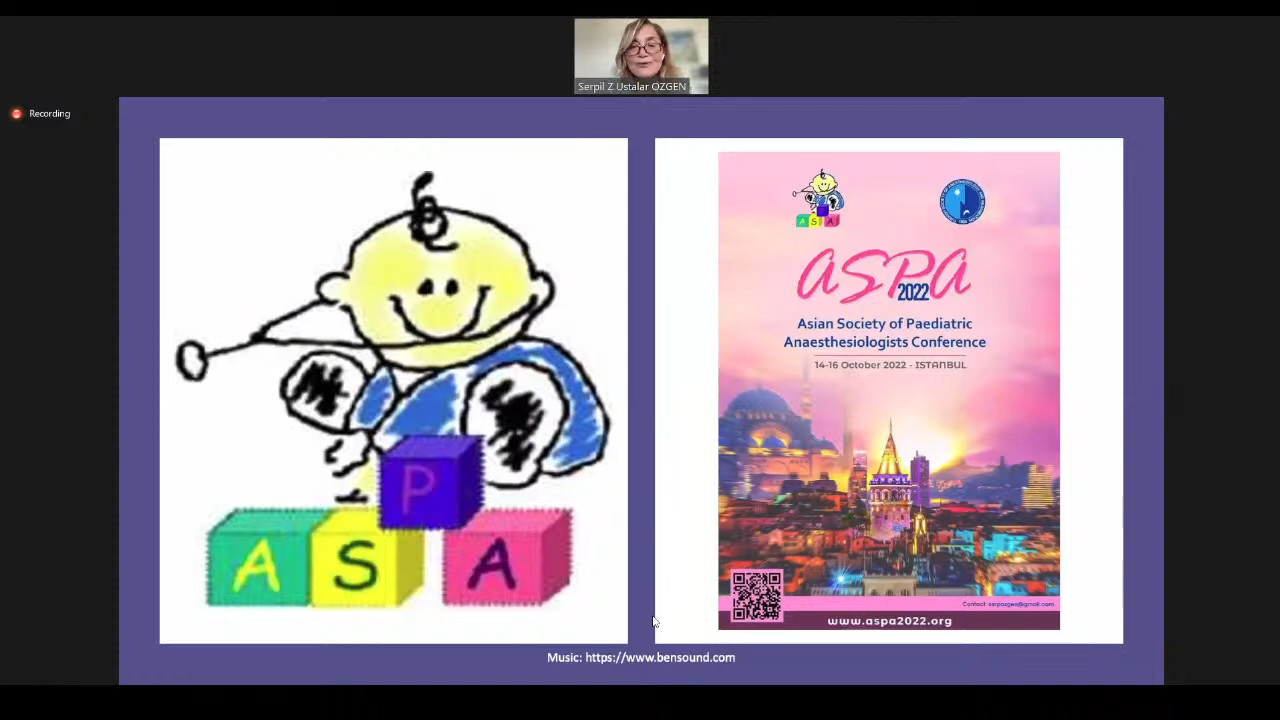 Serpil Z Ustalar ÖZGEN
Recording
P
A S A
A S A
ASPA
2022
Asian Society of Paediatric
Anaesthesiologists Conference
14-16 October 2022 - ISTANBUL
www.aspa2022.org
Music: https://www.bensound.com